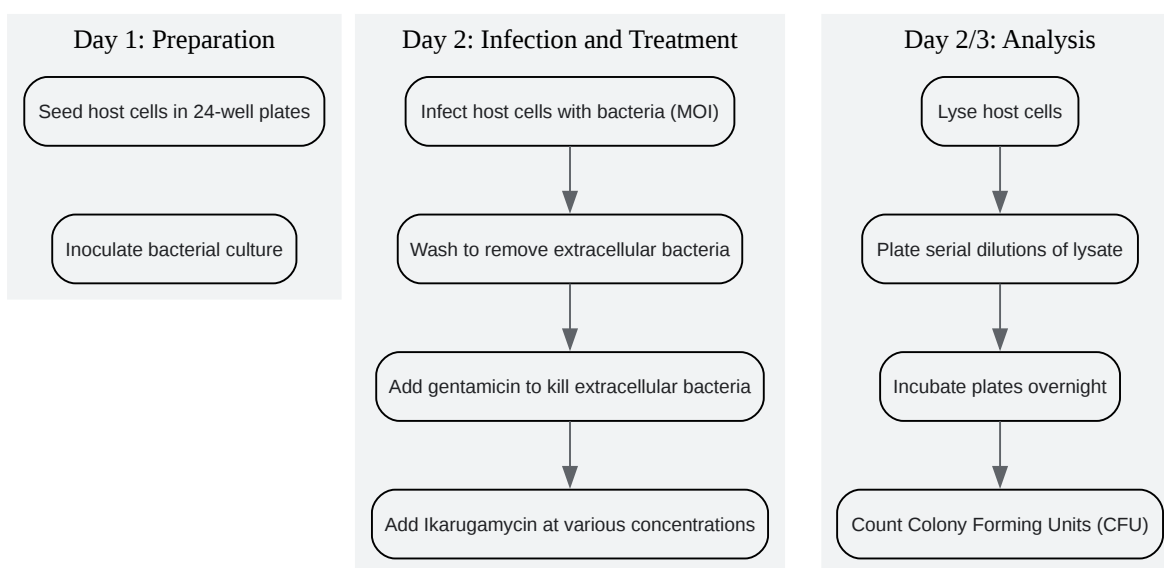 Day 1: Preparation
Seed host cells in 24-well plates
Inoculate bacterial culture
Day 2: Infection and Treatment
Infect host cells with bacteria (MOI)
Wash to remove extracellular bacteria
Add gentamicin to kill extracellular bacteria
Add Ikarugamycin at various concentrations
Day 2/3: Analysis
Lyse host cells
Plate serial dilutions of lysate
Incubate plates overnight
Count Colony Forming Units (CFU)